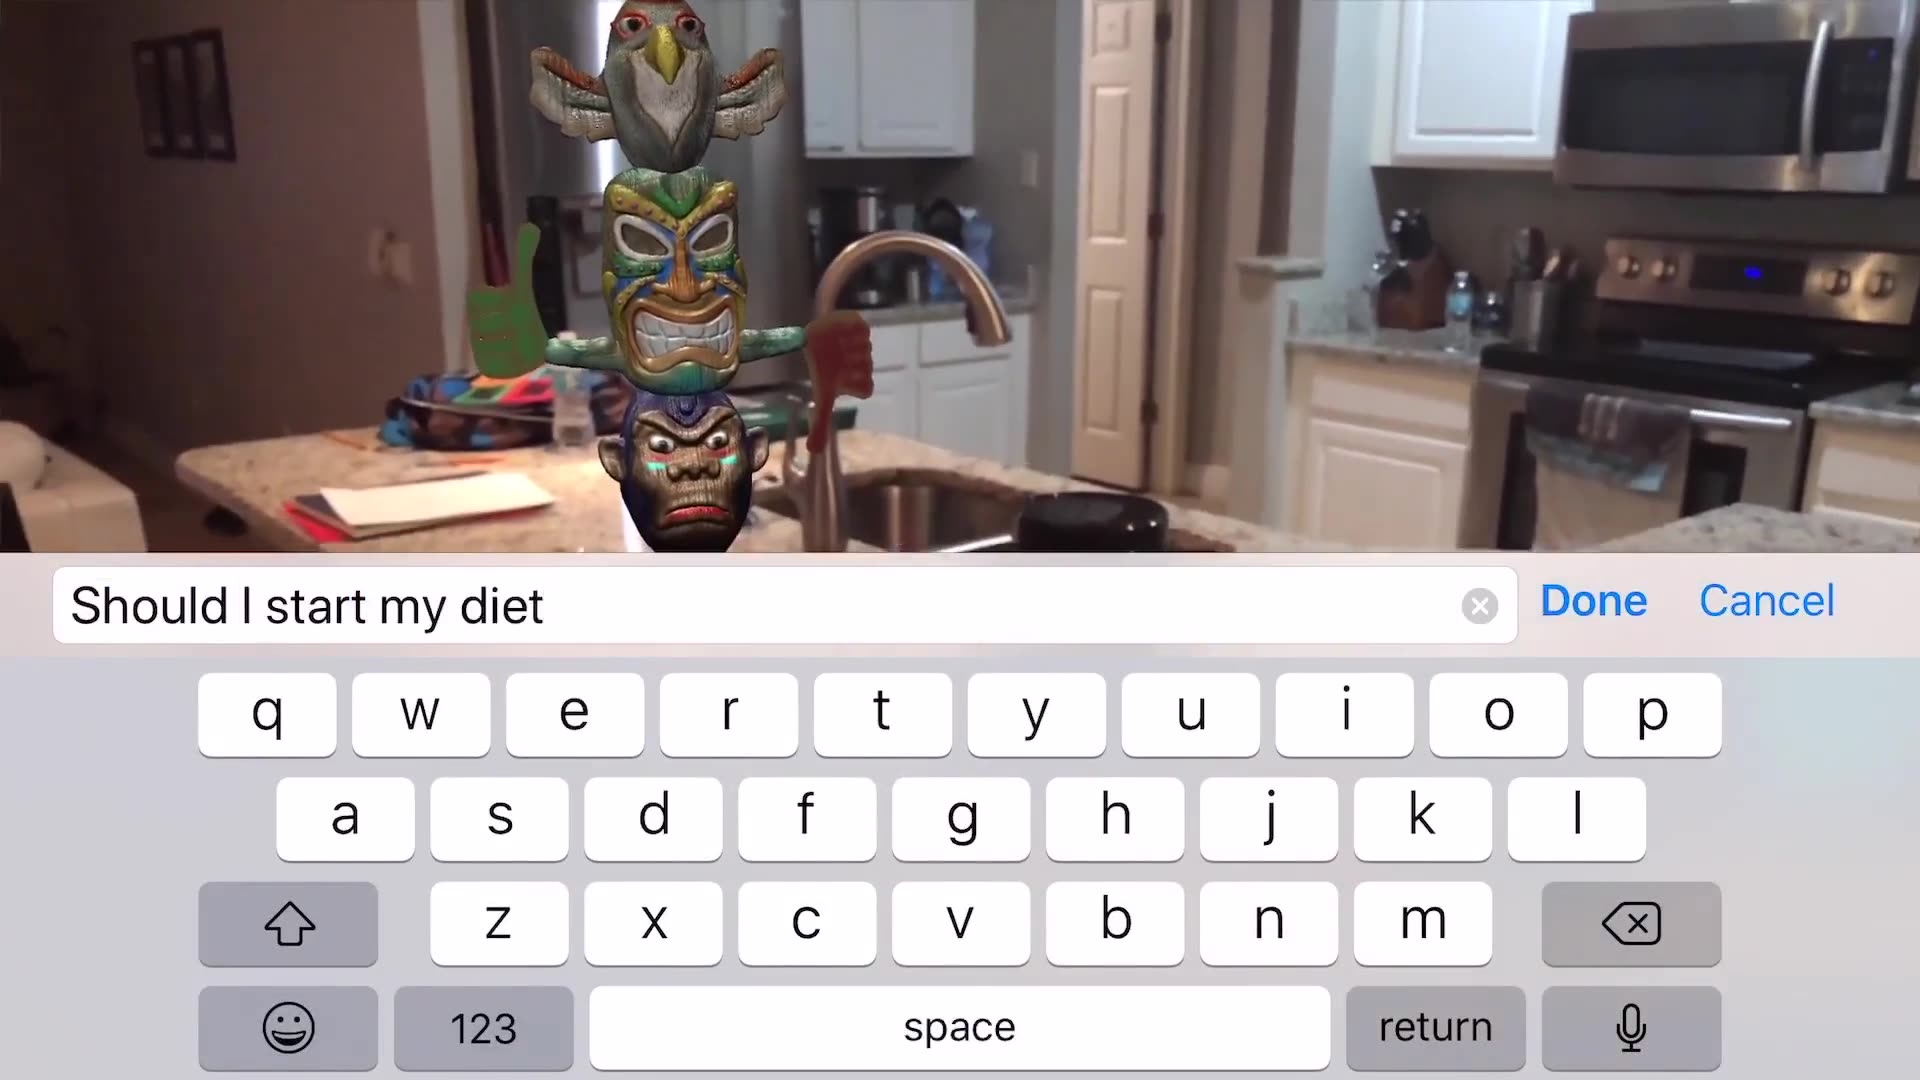 Should I start my diet
Done
Cancel
q w e r t y u i o p
a s d f g h j k l
z x c v b n m
123
space
return